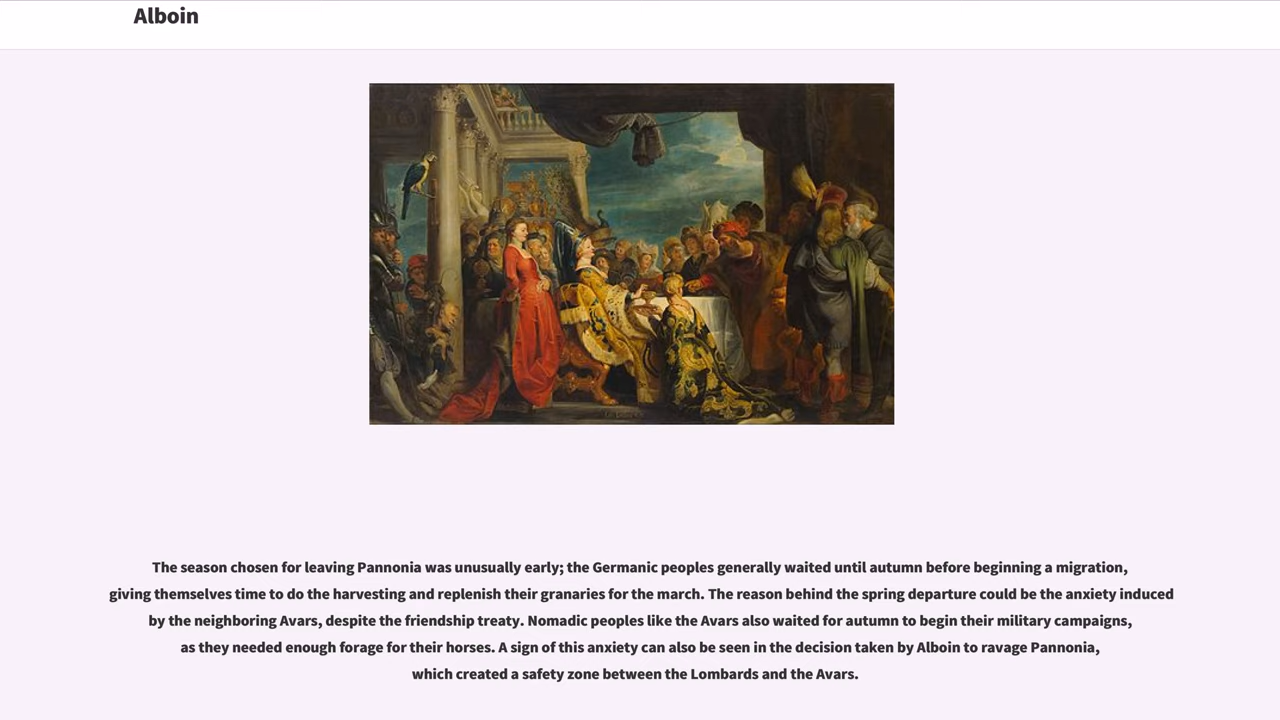 Alboin
The season chosen for leaving Pannonia was unusually early; the Germanic peoples generally waited until autumn before beginning a migration,
giving themselves time to do the harvesting and replenish their granaries for the march. The reason behind the spring departure could be the anxiety induced
by the neighboring Avars, despite the friendship treaty. Nomadic peoples like the Avars also waited for autumn to begin their military campaigns,
as they needed enough forage for their horses. A sign of this anxiety can also be seen in the decision taken by Alboin to ravage Pannonia,
which created a safety zone between the Lombards and the Avars.